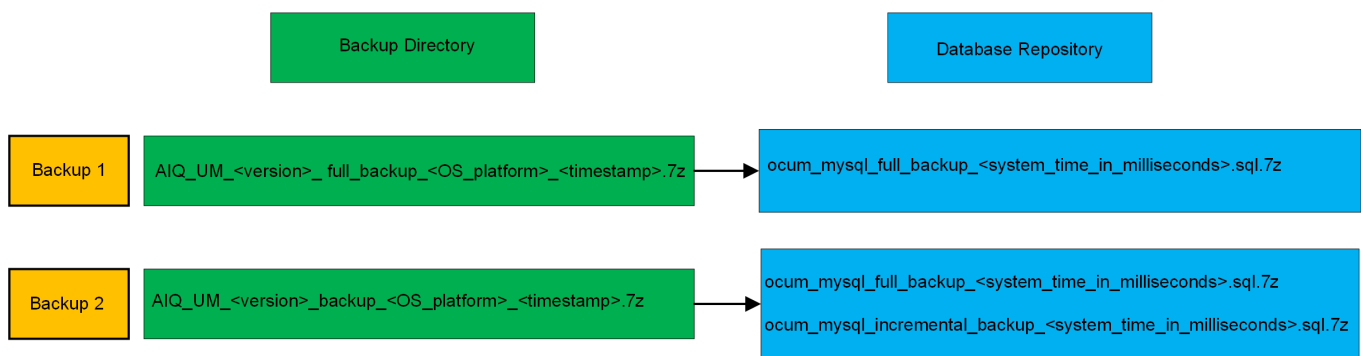 Backup Directory
Database Repository
Backup 1
AIQ_UM_<version>_ full_backup_<OS_platform>_<timestamp>.7z
ocum_mysql_full_backup_<system_time_in_milliseconds>.sql.7z
Backup 2
AIQ_UM_<version>_backup_<OS_platform>_<timestamp>.7z
ocum_mysql_full_backup_<system_time_in_milliseconds>.sql.7z
ocum_mysql_incremental_backup_<system_time_in_milliseconds>.sql.7z